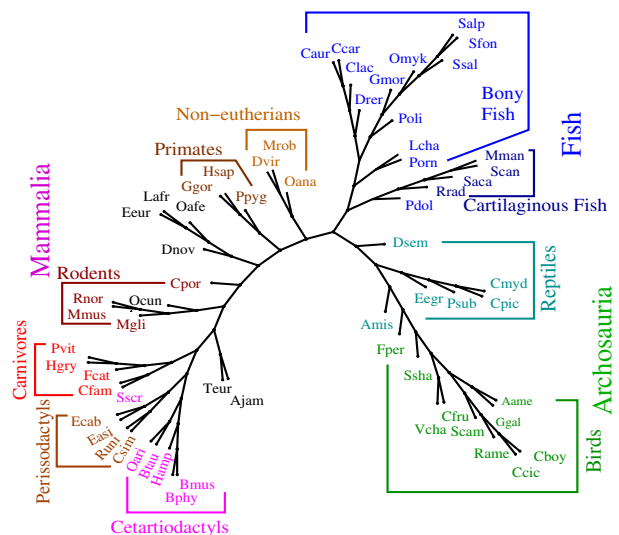 Salp
Sfon
Caur
Ccar
Omyk
Ssal
Clac
Gmor
Bony
Fish
Drer
Poli
Non-eutherians
Fish
Primates
Mrob
Lcha
Mman
Dvir
Porn
Scan
Hsap
Saca
Ggor
Oana
Rrad
Ppyg
Pdol
Cartilaginous Fish
Lafr
Oafe
Eeur
Mammalia
Dnov
Dsem
Rodents
Cpor
Reptiles
Cmyd
Eegr
Psub
Cpic
Rnor
Ocun
Mmus
Mgli
Amis
Archosauria
Carnivores
Pvit
Hgry
Fper
Fcat
Ssha
Cfam
Sscr
Teur
Ajam
Aame
Perissodactyls
Ecab
Easi
Runi
Csim
Cfru
Ggal
Vcha
Scam
Birds
Oari
Btau
Hamp
Rame
Cboy
Ccic
Bmus
Bphy
Cetartiodactyls